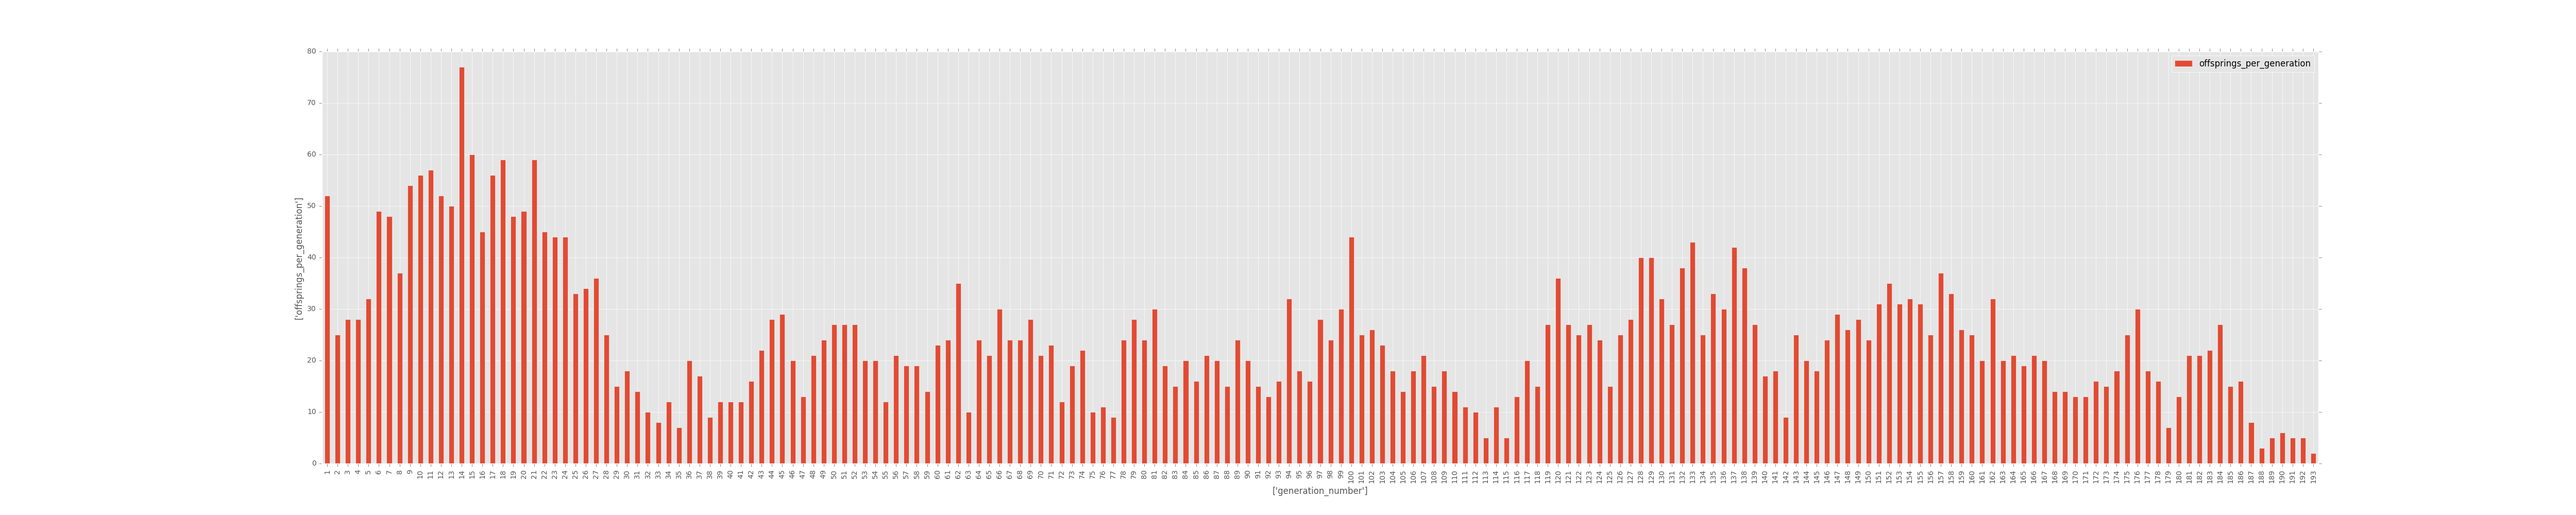 80
70
60
50
40
30
20
10
0
['offsprings_per_generation']
offsprings_per_generation
1 2 3 4 5 6 7 8 9 10 11 12 13 14 15 16 17 18 19 20 21 22 23 24 25 26 27 28 29 30 31 32 33 34 35 36 37 38 39 40 41 42 43 44 45 46 47 48 49 50 51 52 53 54 55 56 57 58 59 60 61 62 63 64 65 66 67 68 69 70 71 72 73 74 75 76 77 78 79 80 81 82 83 84 85 86 87 88 89 90 91 92 93 94 95 96 97 98 99 100 101 102 103 104 105 106 107 108 109 110 111 112 113 114 115 116 117 118 119 120 121 122 123 124 125 126 127 128 129 130 131 132 133 134 135 136 137 138 139 140 141 142 143 144 145 146 147 148 149 150 151 152 153 154 155 156 157 158 159 160 161 162 163 164 165 166 167 168 169 170 171 172 173 174 175 176 177 178 179 180 181 182 183 184 185 186 187 188 189 190 191 192 193
['generation_number']